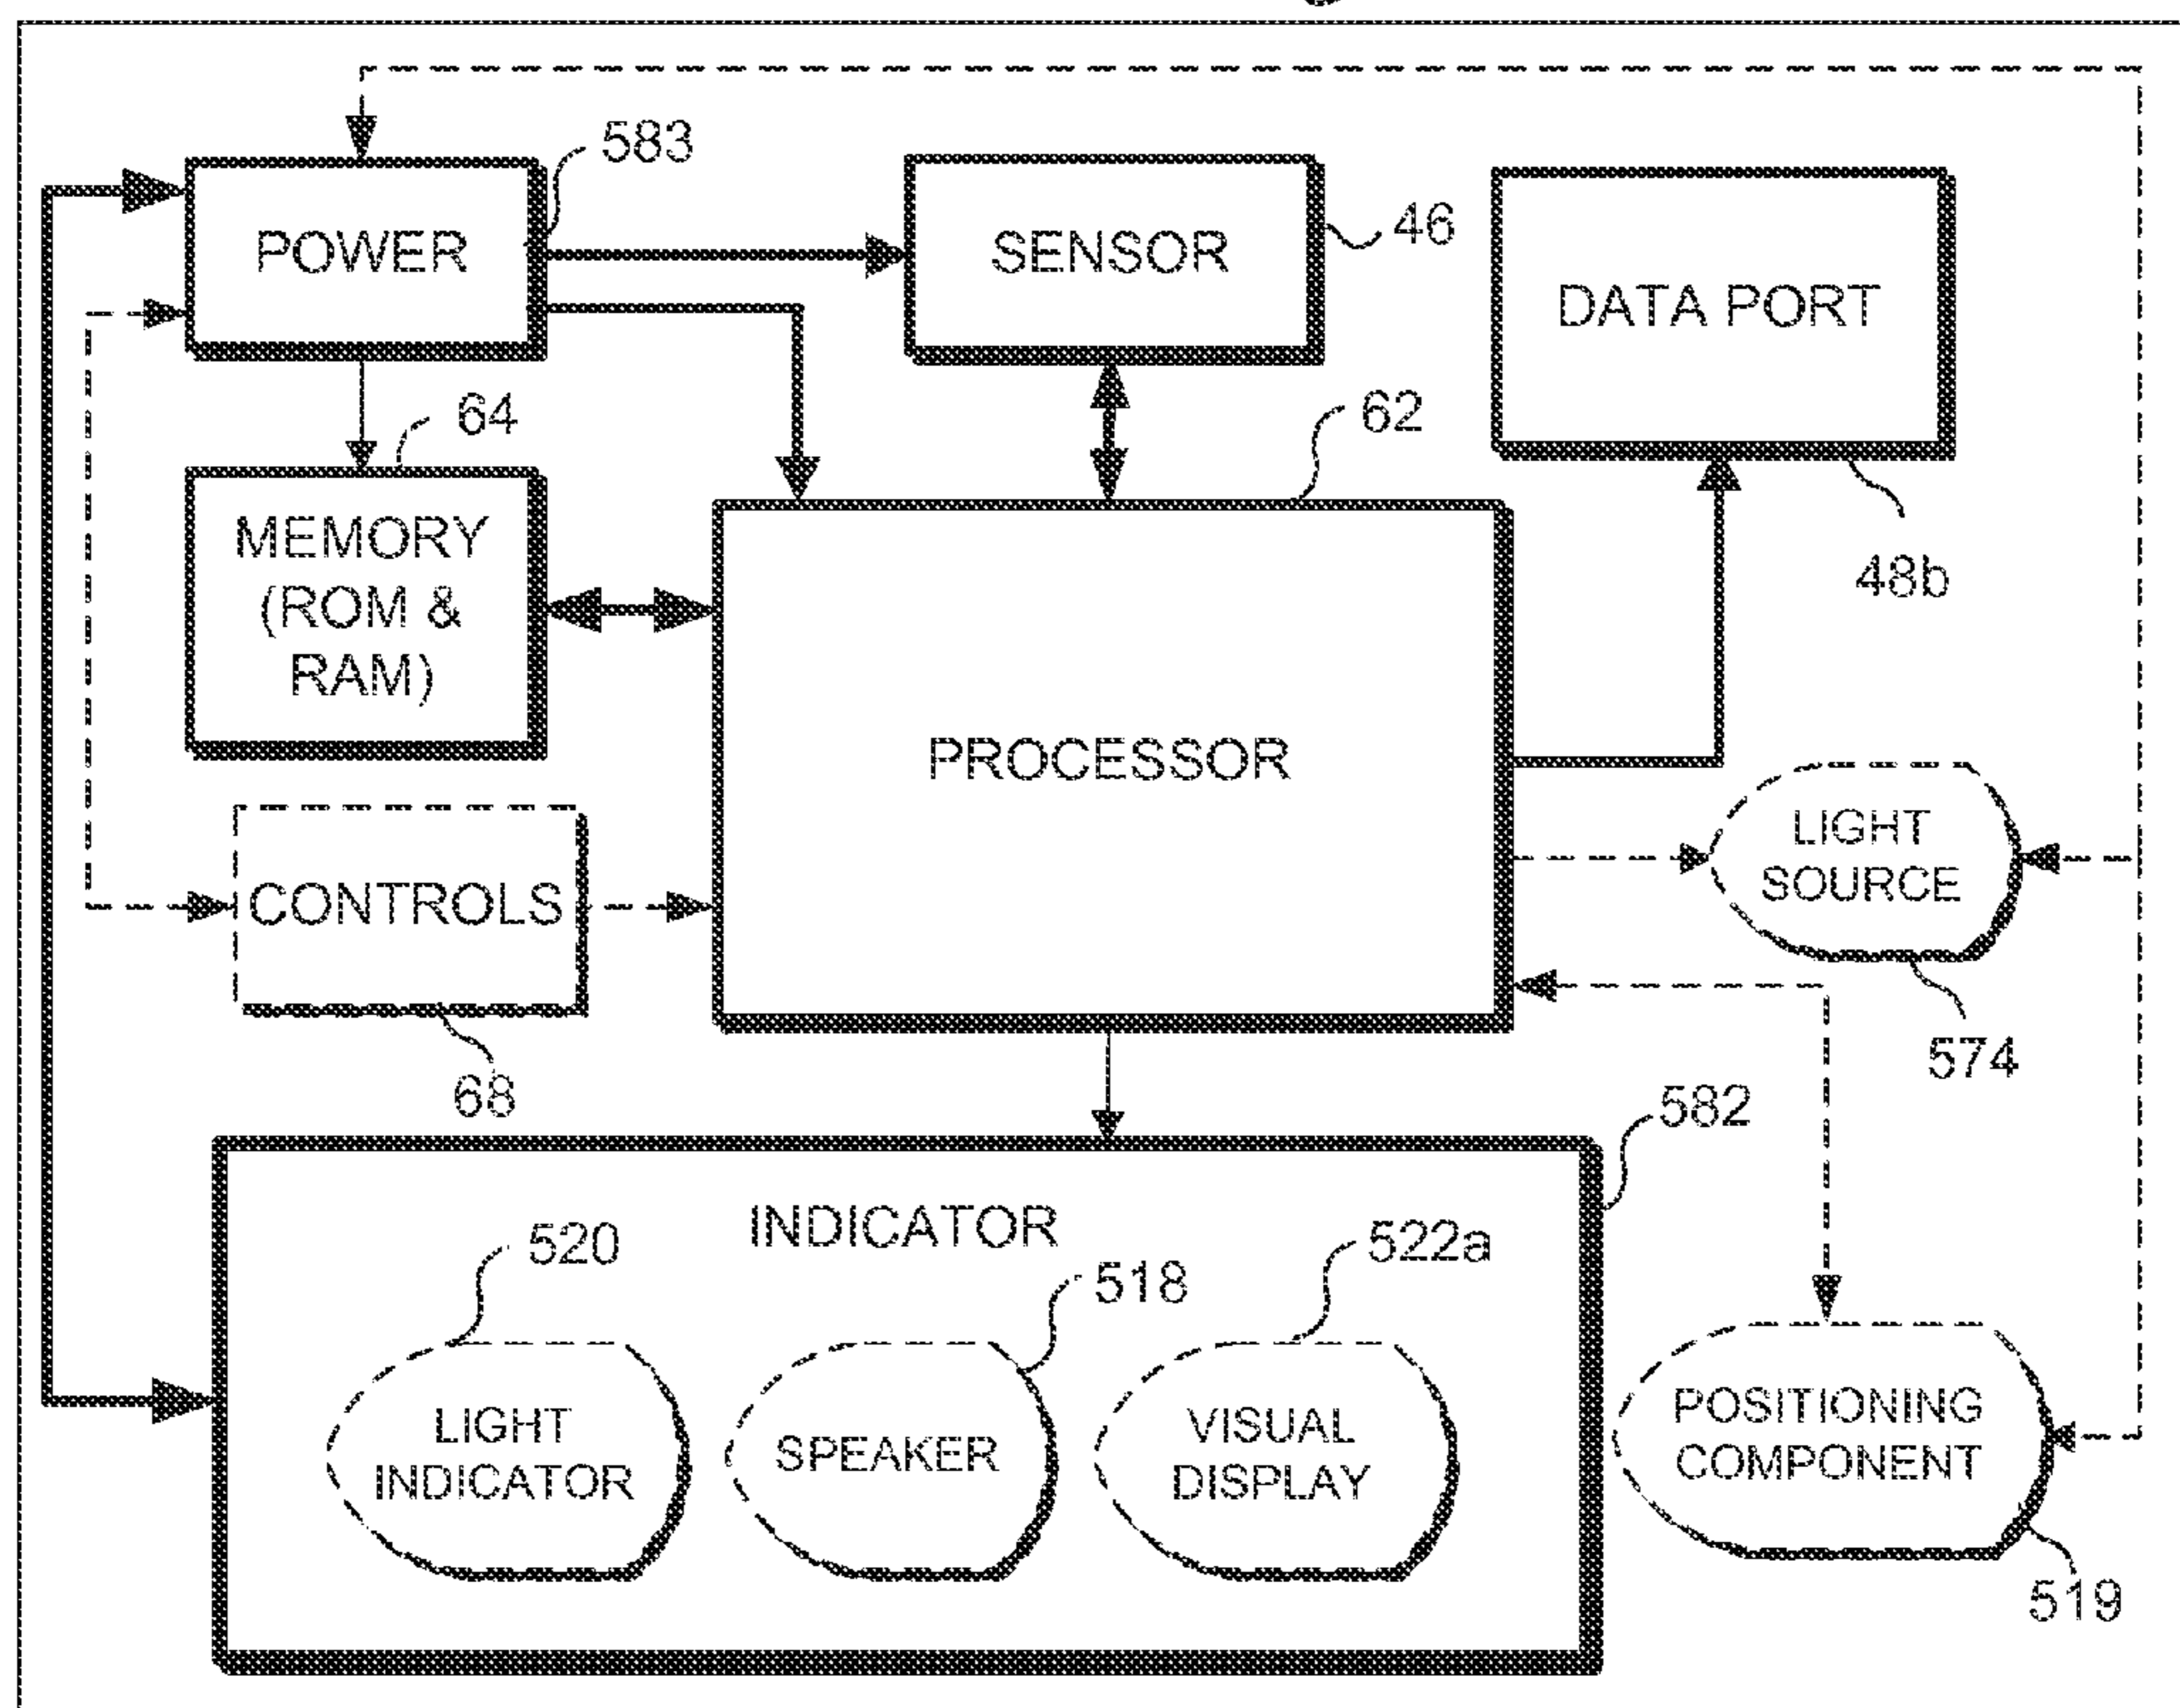 583
POWER
SENSOR
46
DATA PORT
64
62
48b
MEMORY
(ROM &
RAM)
PROCESSOR
LIGHT
SOURCE
CONTROLS
574
68
582
INDICATOR
520
518
522a
LIGHT
INDICATOR
SPEAKER
VISUAL
DISPLAY
POSITIONING
COMPONENT
519